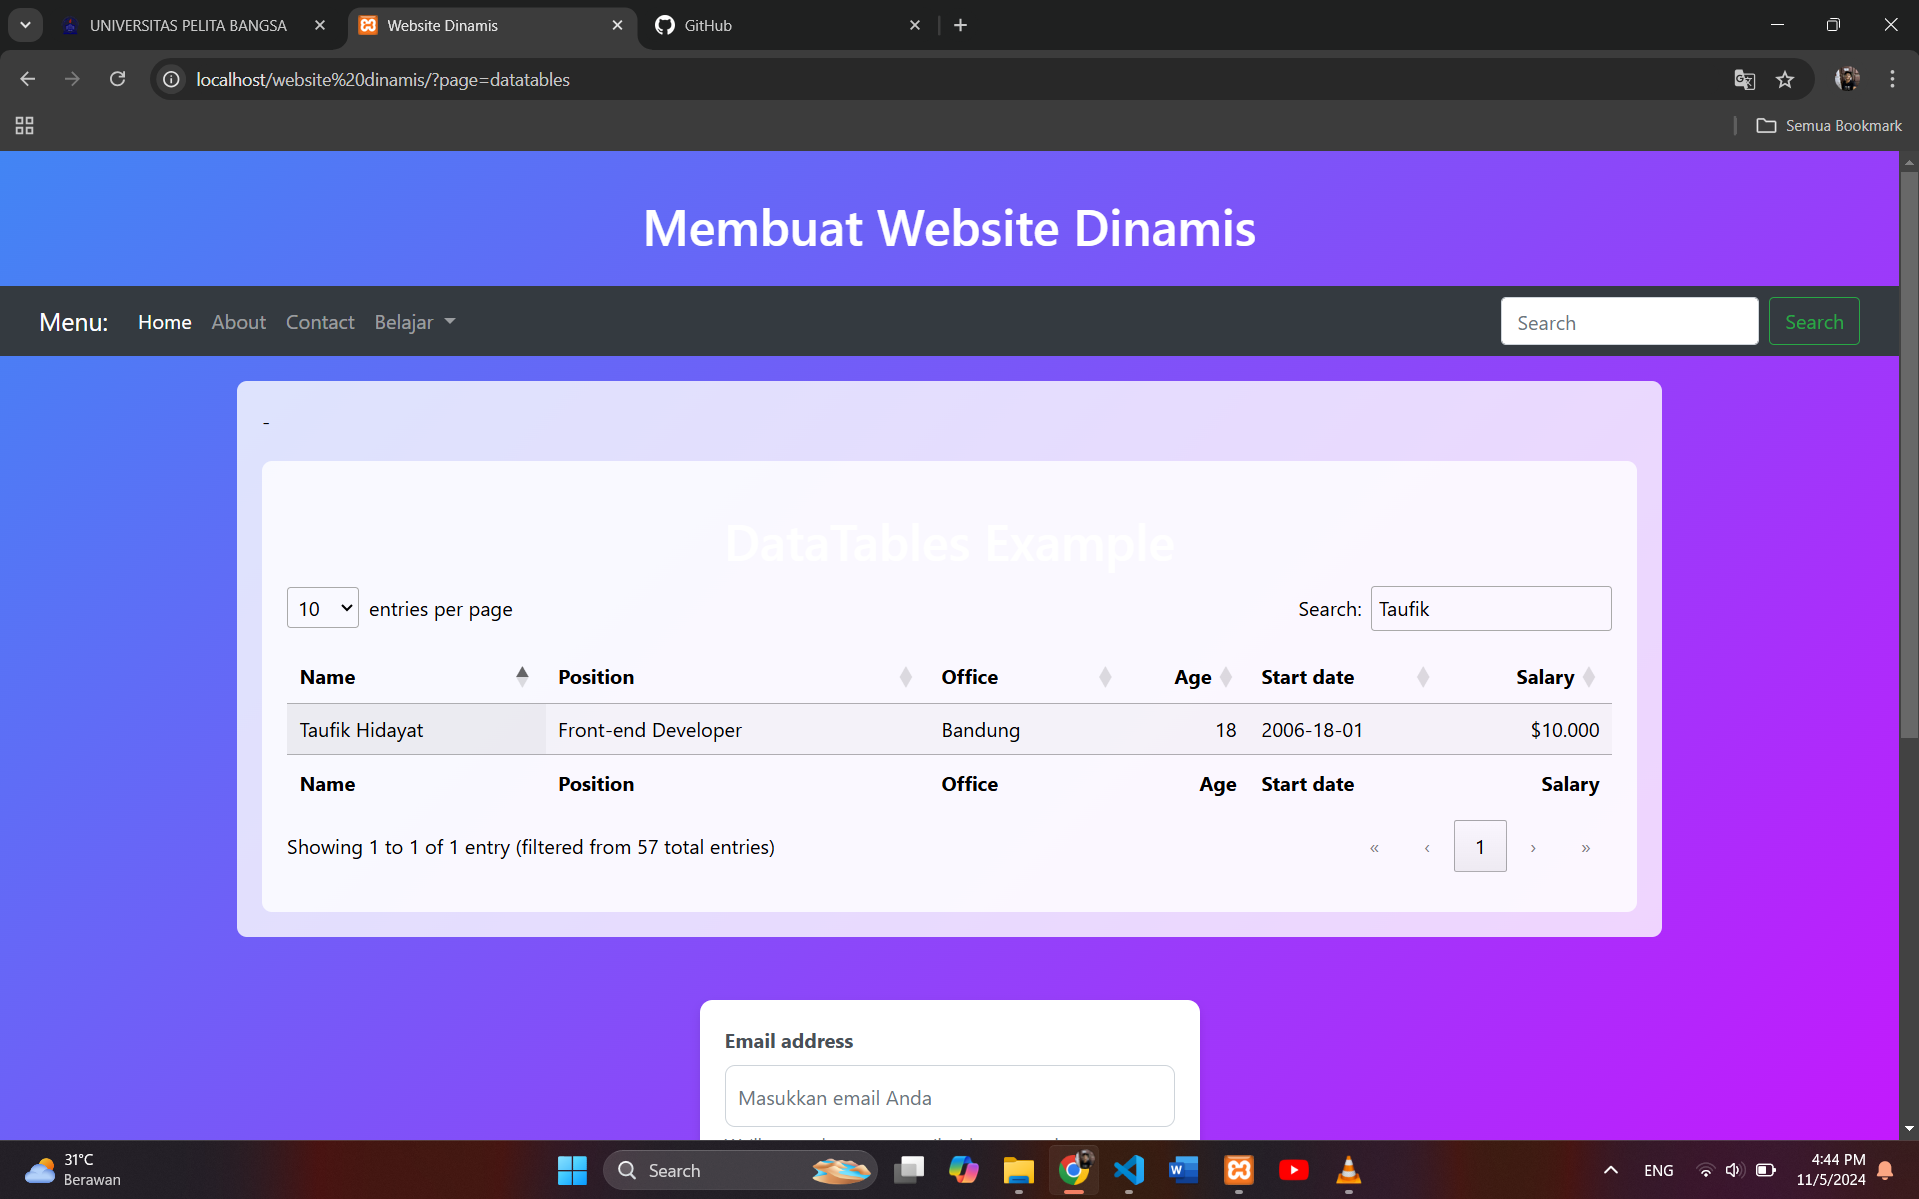 UNIVERSITAS PELITA BANGSA
Website Dinamis
GitHub
localhost/website%20dinamis/?page=datatables
Semua Bookmark
Membuat Website Dinamis
Menu: Home About Contact Belajar
Search Search
-
DataTables Example
10 entries per page
Search: Taufik
Name Position Office Age Start date Salary
Taufik Hidayat Front-end Developer Bandung 18 2006-18-01 $10.000
Name Position Office Age Start date Salary
Showing 1 to 1 of 1 entry (filtered from 57 total entries)
« ‹ 1 › »
Email address
Masukkan email Anda
31°C
Berawan
Search
ENG
4:44 PM
11/5/2024